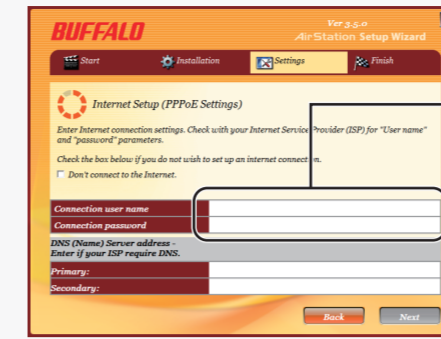 BUFFALO
Ver 3.5.0
AirStation Setup Wizard
Start Installation Settings Finish
Internet Setup (PPPoE Settings)
Enter Internet connection settings. Check with your Internet Service Provider (ISP) for "User name"
and "password" parameters.
Check the box below if you do not wish to set up an internet connection.
Don't connect to the Internet.
Connection user name
Connection password
DNS (Name) Server address -
Enter if your ISP require DNS.
Primary:
Secondary:
Back Next